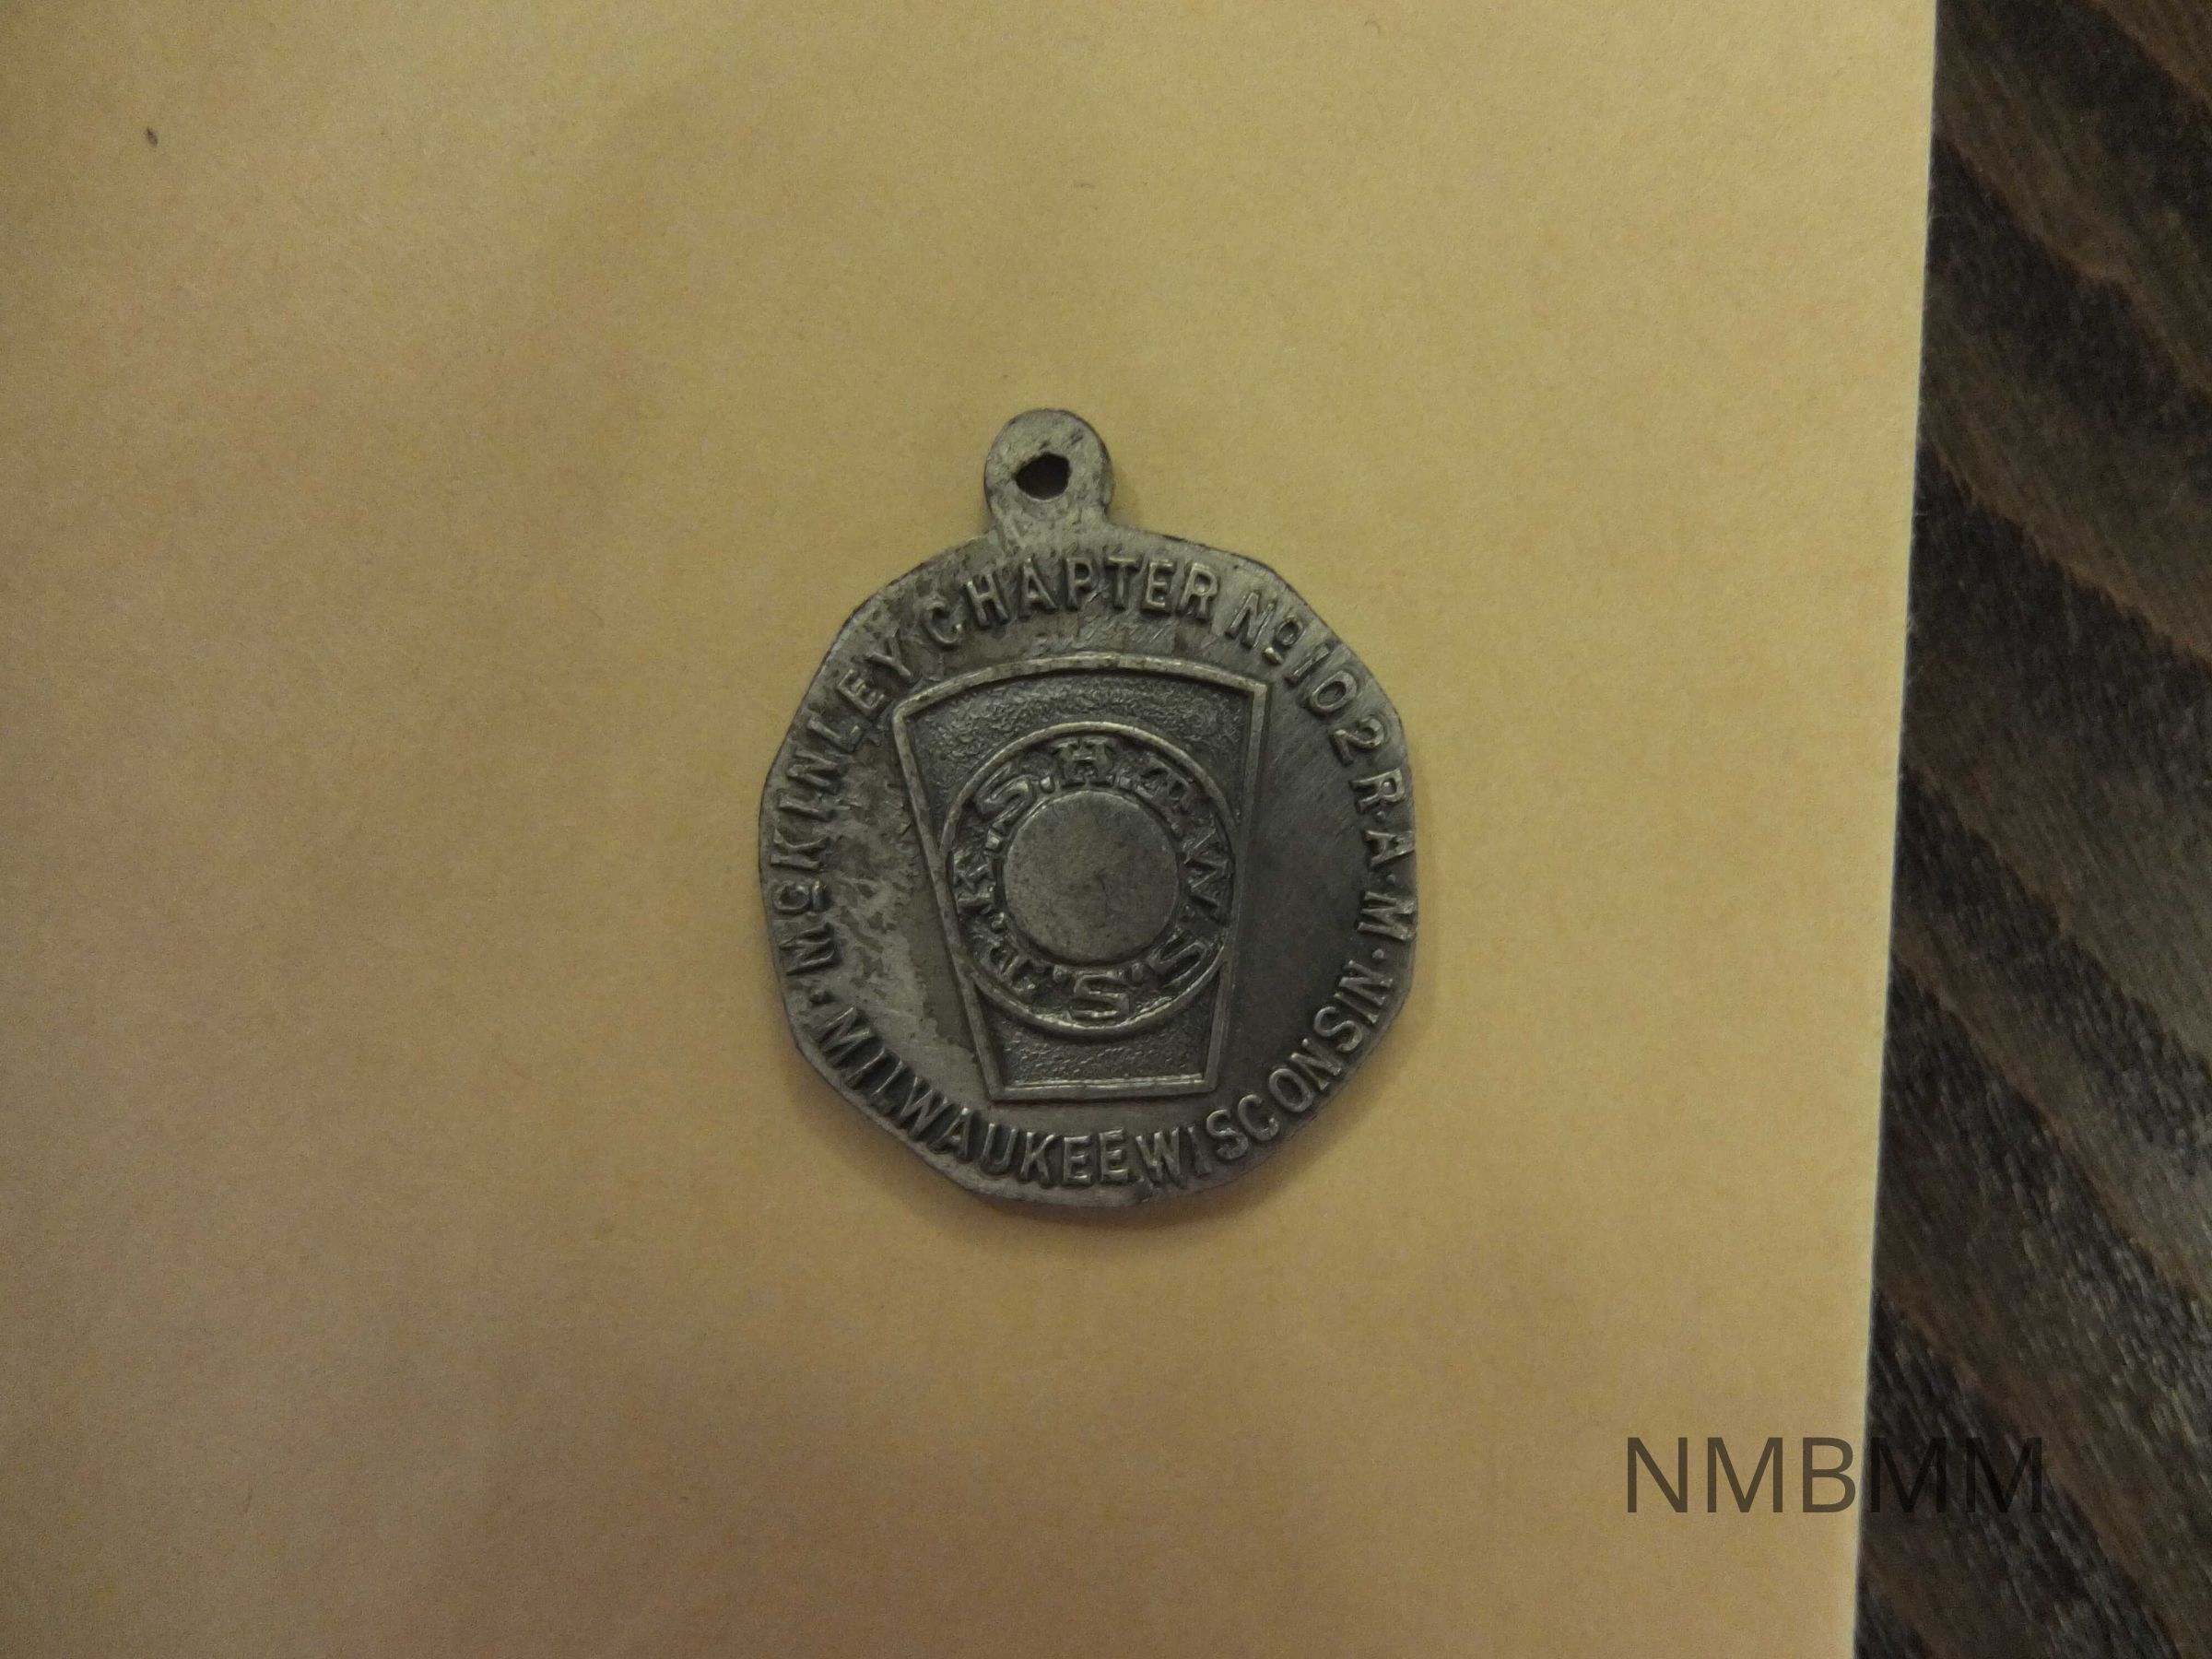 McKINLEY CHAPTER No 102 R.A.M.
MILWAUKEE WISCONSIN.
H.T.W.S.S.T.K.S.
NMBMM